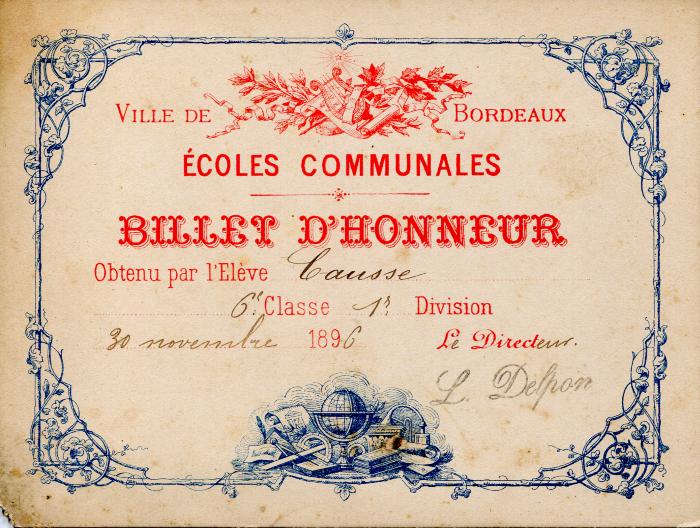 VILLE DE BORDEAUX
ÉCOLES COMMUNALES
BILLET D'HONNEUR
Obtenu par l'Elève Causse
6e Classe 1re Division
30 novembre 1896 Le Directeur.
L. Delpon